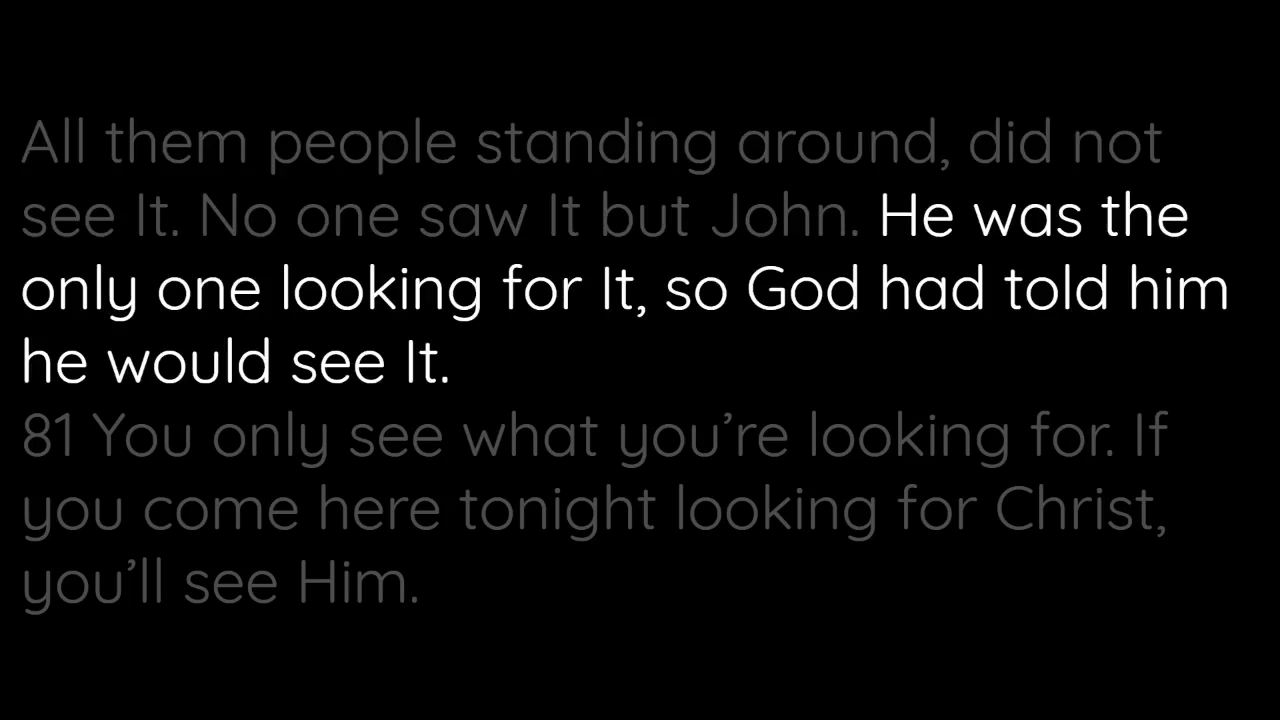 All them people standing around, did not
see It. No one saw It but John. He was the
only one looking for It, so God had told him
he would see It.
81 You only see what you’re looking for. If
you come here tonight looking for Christ,
you’ll see Him.